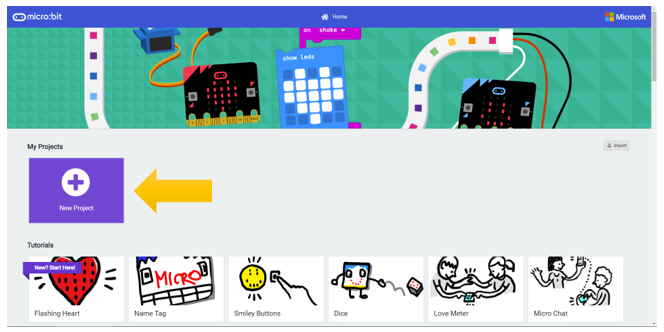 micro:bit
Home
Microsoft
on shake
show leds
My Projects
Import
New Project
Tutorials
New? Start Here!
MICRO
Flashing Heart
Name Tag
Smiley Buttons
Dice
Love Meter
Micro Chat